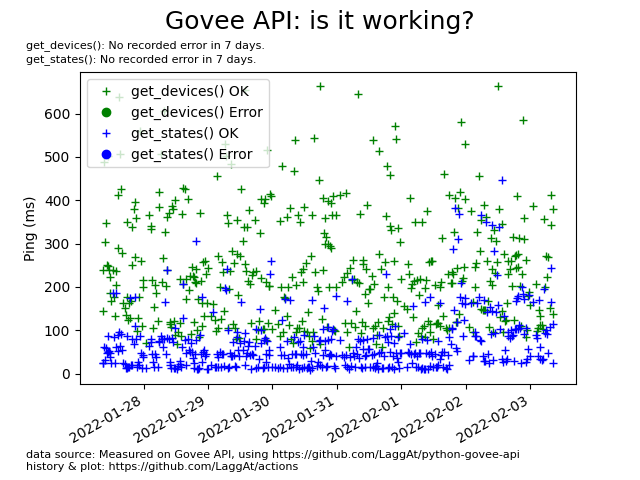 Govee API: is it working?
get_devices(): No recorded error in 7 days.
get_states(): No recorded error in 7 days.
get_devices() OK
get_devices() Error
get_states() OK
get_states() Error
Ping (ms)
600
500
400
300
200
100
0
2022-01-28
2022-01-29
2022-01-30
2022-01-31
2022-02-01
2022-02-02
2022-02-03
data source: Measured on Govee API, using https://github.com/LaggAt/python-govee-api
history & plot: https://github.com/LaggAt/actions